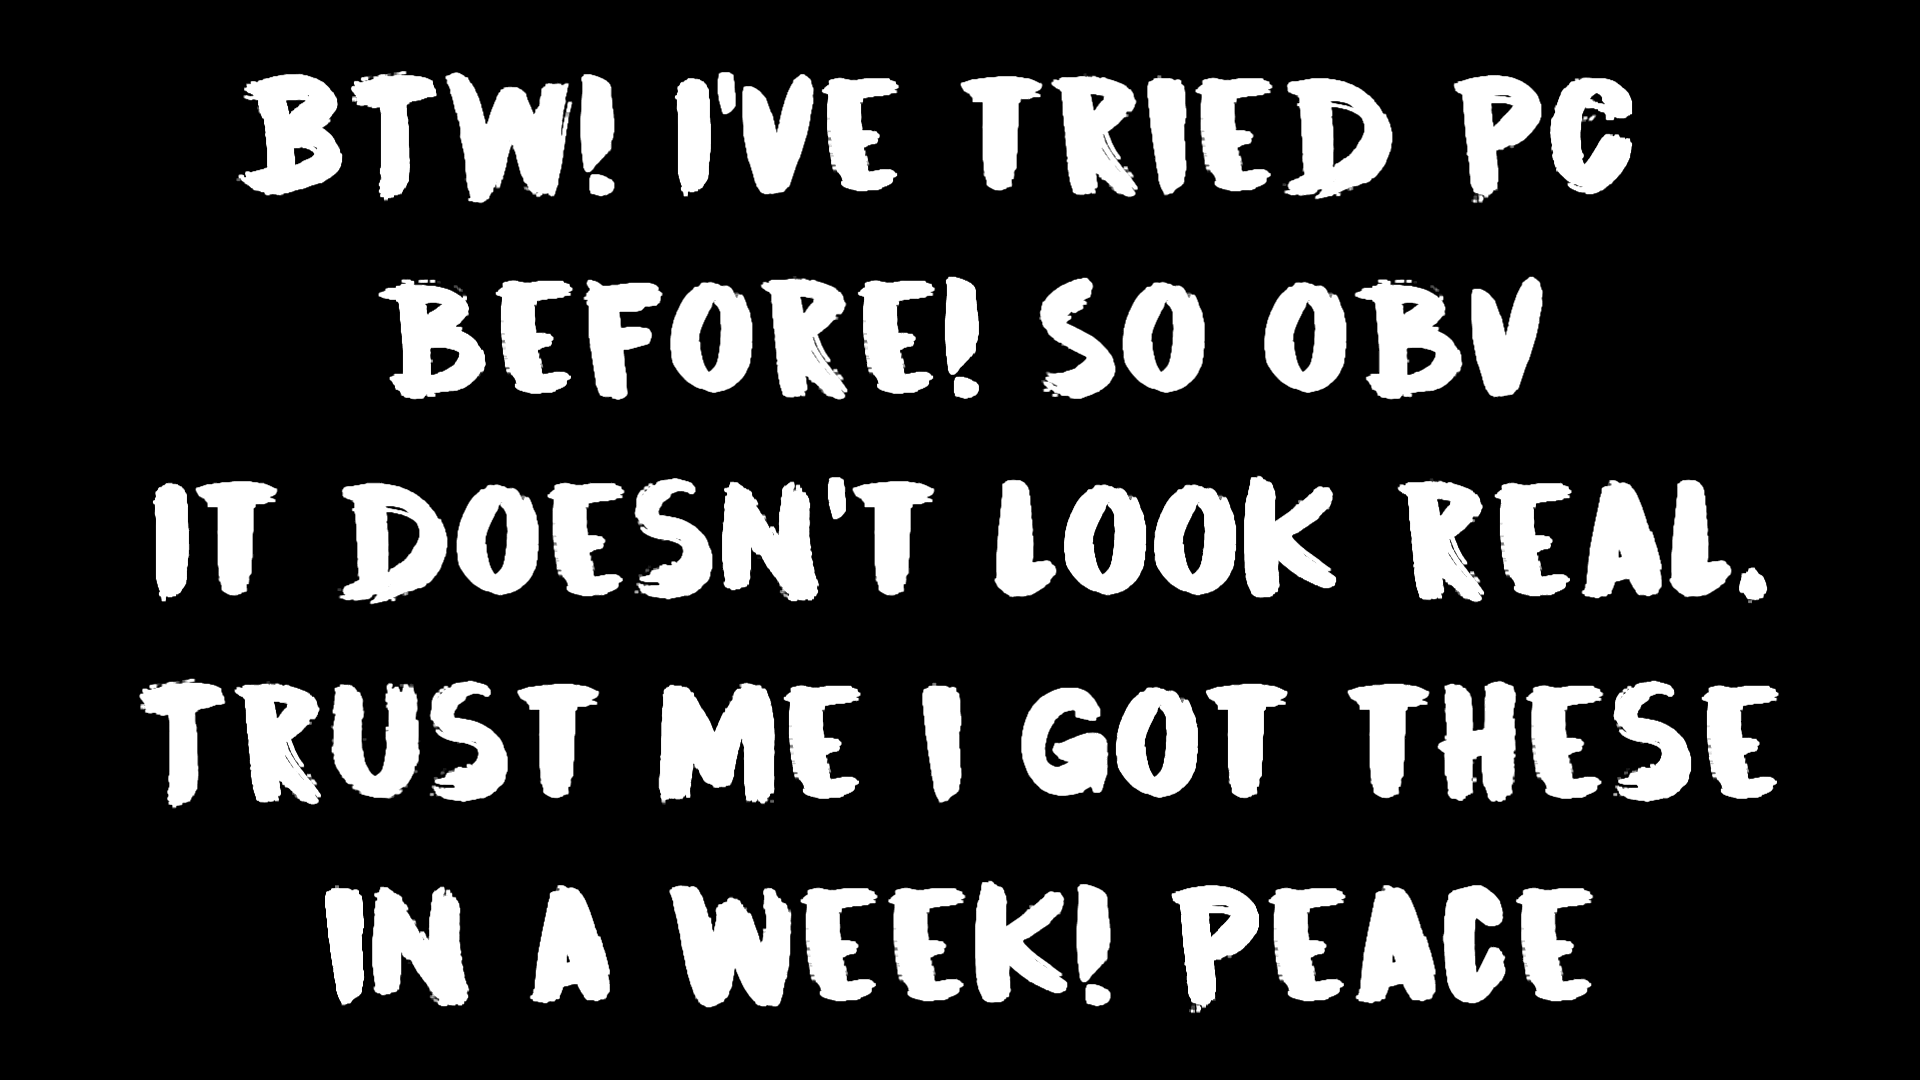 BTW! I'VE TRIED PC
BEFORE! SO OBV
IT DOESN'T LOOK REAL.
TRUST ME I GOT THESE
IN A WEEK! PEACE